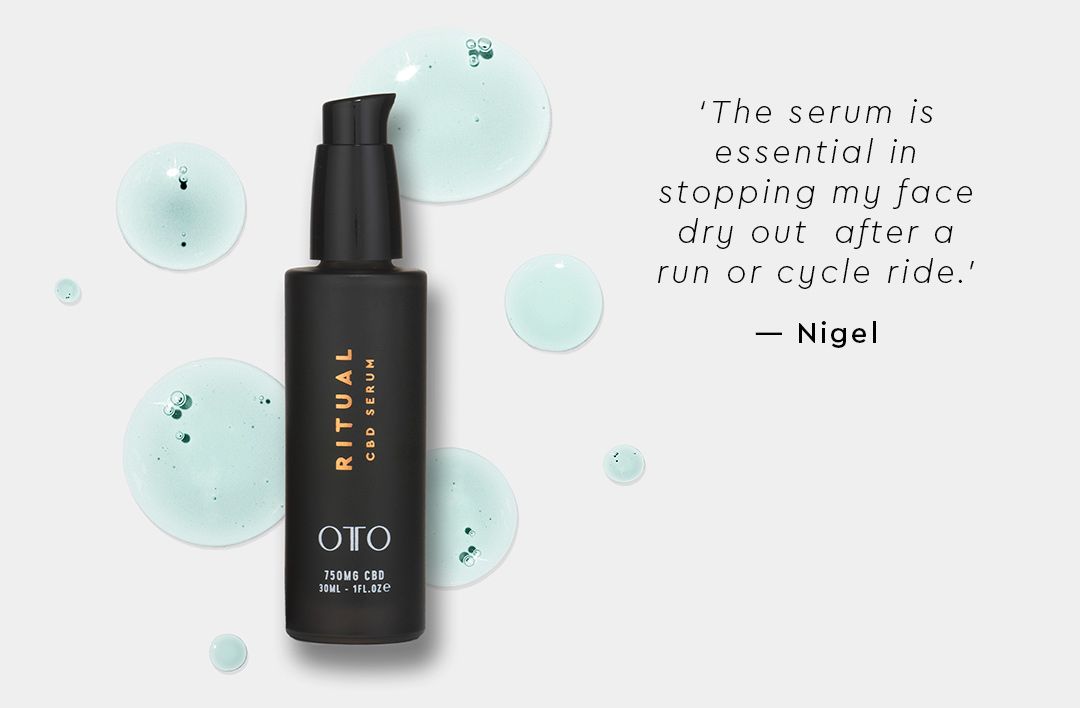 'The serum is
essential in
stopping my face
dry out  after a
run or cycle ride.'
— Nigel
RITUAL
CBD SERUM
OTO
750MG CBD
30ML - 1FL.OZ℮